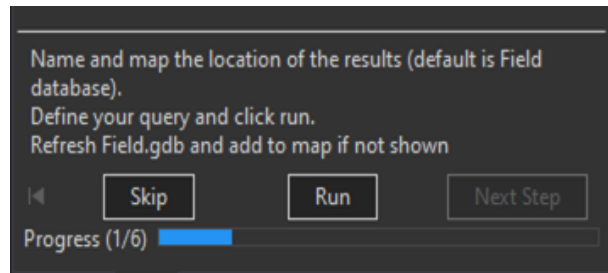 Name and map the location of the results (default is Field
database).
Define your query and click run.
Refresh Field.gdb and add to map if not shown
Skip Run Next Step
Progress (1/6)